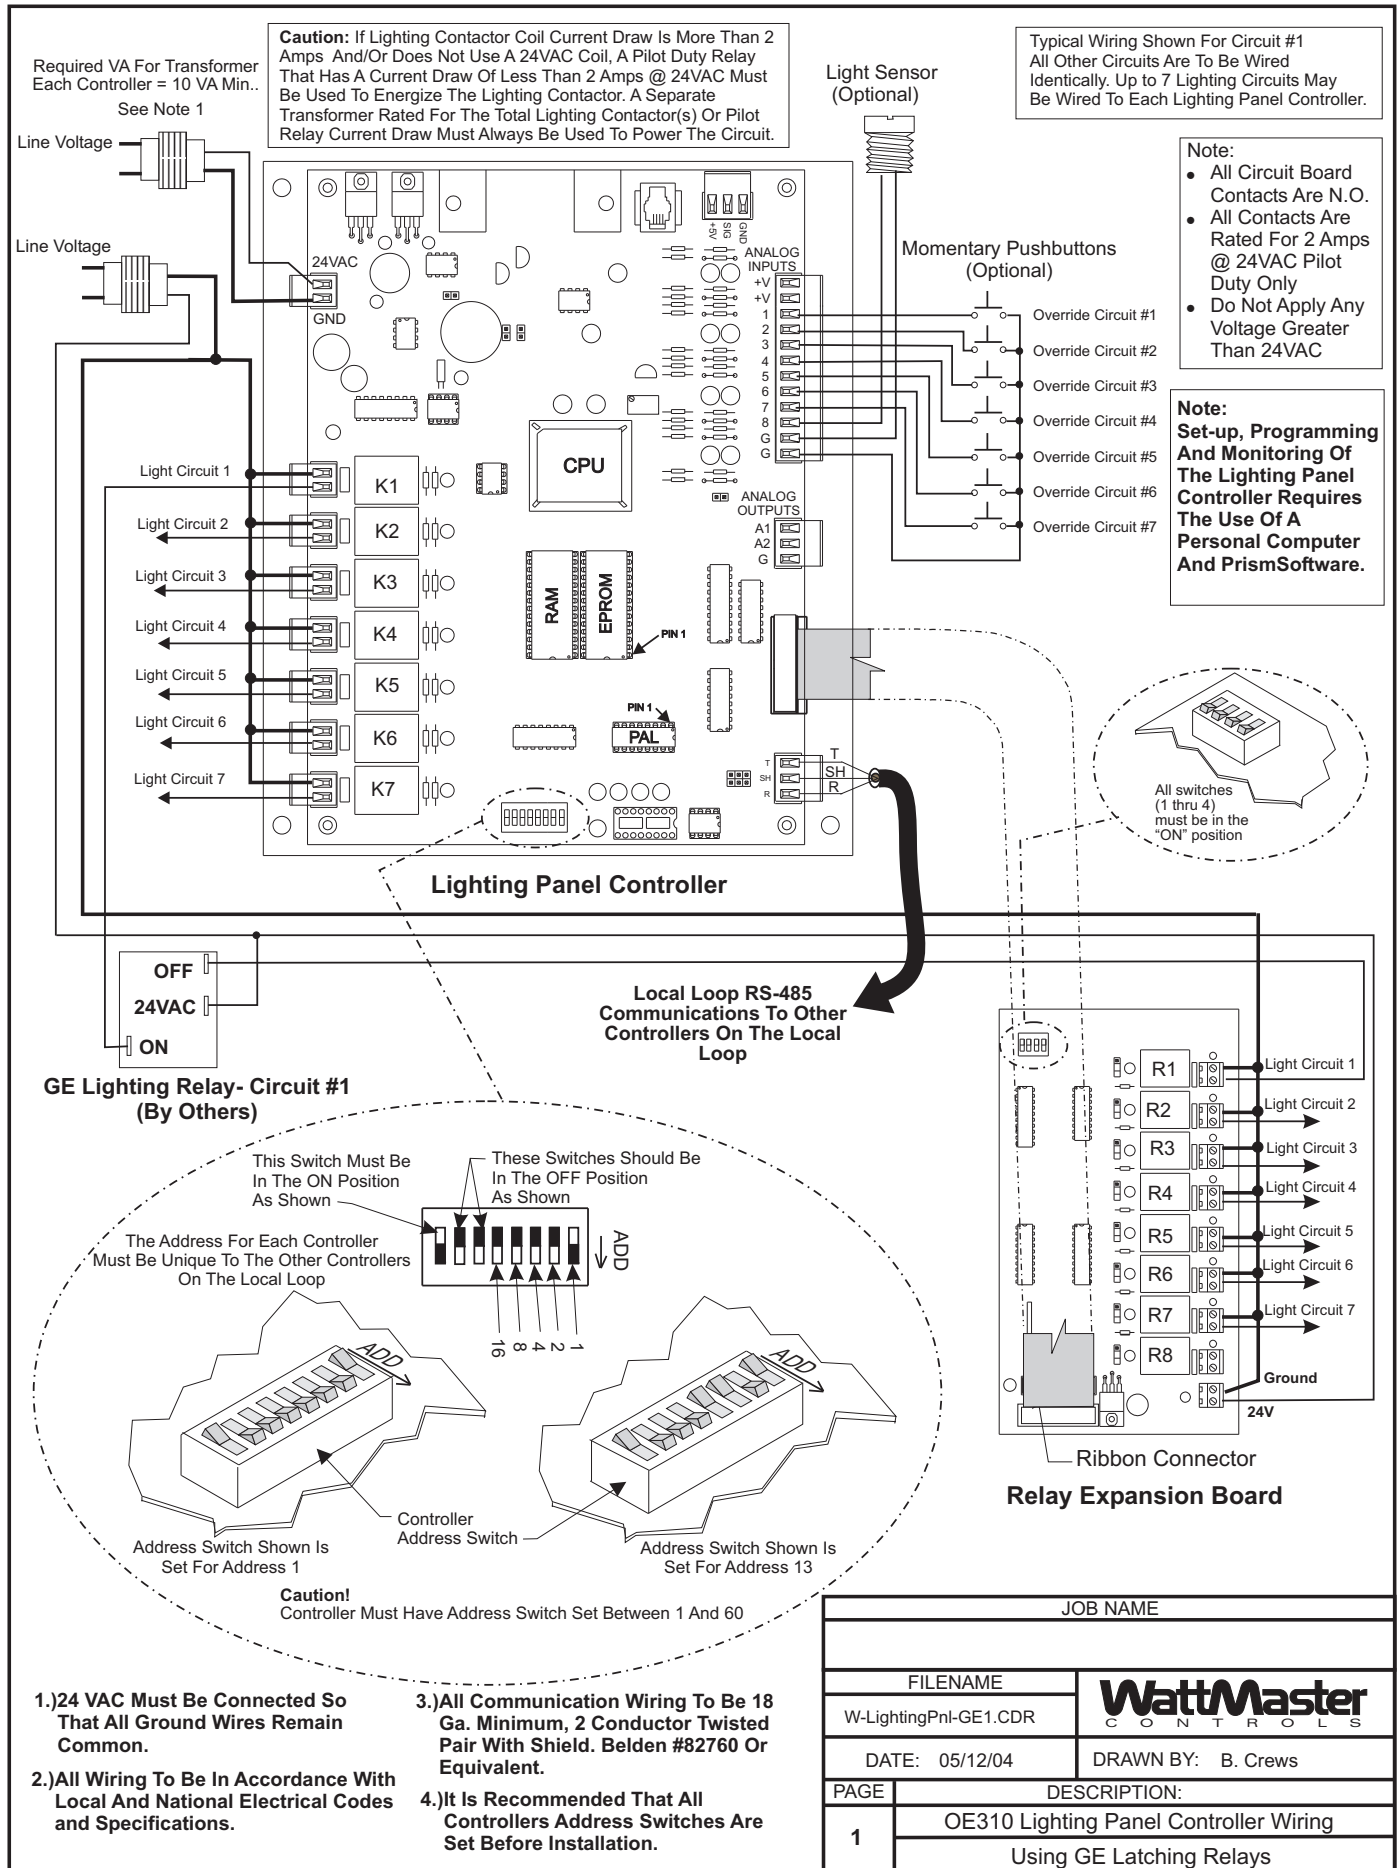 Required VA For Transformer
Each Controller = 10 VA Min..
See Note 1
Line Voltage
Line Voltage
Caution: If Lighting Contactor Coil Current Draw Is More Than 2
Amps And/Or Does Not Use A 24VAC Coil, A Pilot Duty Relay
That Has A Current Draw Of Less Than 2 Amps @ 24VAC Must
Be Used To Energize The Lighting Contactor. A Separate
Transformer Rated For The Total Lighting Contactor(s) Or Pilot
Relay Current Draw Must Always Be Used To Power The Circuit.
Light Sensor
(Optional)
Typical Wiring Shown For Circuit #1
All Other Circuits Are To Be Wired
Identically. Up to 7 Lighting Circuits May
Be Wired To Each Lighting Panel Controller.
Note:
• All Circuit Board
Contacts Are N.O.
• All Contacts Are
Rated For 2 Amps
@ 24VAC Pilot
Duty Only
• Do Not Apply Any
Voltage Greater
Than 24VAC
Note:
Set-up, Programming
And Monitoring Of
The Lighting Panel
Controller Requires
The Use Of A
Personal Computer
And PrismSoftware.
Momentary Pushbuttons
(Optional)
Override Circuit #1
Override Circuit #2
Override Circuit #3
Override Circuit #4
Override Circuit #5
Override Circuit #6
Override Circuit #7
24VAC
GND
+5V
SIG
GND
ANALOG
INPUTS
+V
+V
1
2
3
4
5
6
7
8
G
G
ANALOG
OUTPUTS
A1
A2
G
CPU
RAM
EPROM
PIN 1
PIN 1
PAL
Light Circuit 1
Light Circuit 2
Light Circuit 3
Light Circuit 4
Light Circuit 5
Light Circuit 6
Light Circuit 7
K1
K2
K3
K4
K5
K6
K7
T
SH
R
T
SH
R
Lighting Panel Controller
All switches
(1 thru 4)
must be in the
“ON” position
OFF
24VAC
ON
GE Lighting Relay- Circuit #1
(By Others)
Local Loop RS-485
Communications To Other
Controllers On The Local
Loop
R1
R2
R3
R4
R5
R6
R7
R8
Light Circuit 1
Light Circuit 2
Light Circuit 3
Light Circuit 4
Light Circuit 5
Light Circuit 6
Light Circuit 7
Ground
24V
Ribbon Connector
Relay Expansion Board
This Switch Must Be
In The ON Position
As Shown
These Switches Should Be
In The OFF Position
As Shown
The Address For Each Controller
Must Be Unique To The Other Controllers
On The Local Loop
ADD
16
8
4
2
1
ADD
ADD
Controller
Address Switch
Address Switch Shown Is
Set For Address 1
Address Switch Shown Is
Set For Address 13
Caution!
Controller Must Have Address Switch Set Between 1 And 60
1.)24 VAC Must Be Connected So
That All Ground Wires Remain
Common.
2.)All Wiring To Be In Accordance With
Local And National Electrical Codes
and Specifications.
3.)All Communication Wiring To Be 18
Ga. Minimum, 2 Conductor Twisted
Pair With Shield. Belden #82760 Or
Equivalent.
4.)It Is Recommended That All
Controllers Address Switches Are
Set Before Installation.
JOB NAME
FILENAME
W-LightingPnl-GE1.CDR
WattMaster
CONTROLS
DATE: 05/12/04
DRAWN BY: B. Crews
PAGE
1
DESCRIPTION:
OE310 Lighting Panel Controller Wiring
Using GE Latching Relays